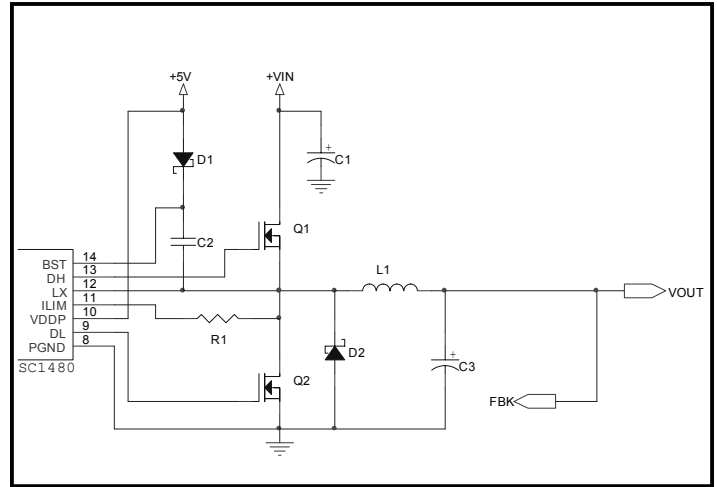 +5V
+VIN
D1
+
C1
Q1
14
BST
C2
13
DH
L1
12
LX
VOUT
11
ILIM
10
VDDP
R1
9
DL
D2
+
C3
8
PGND
Q2
SC1480
FBK